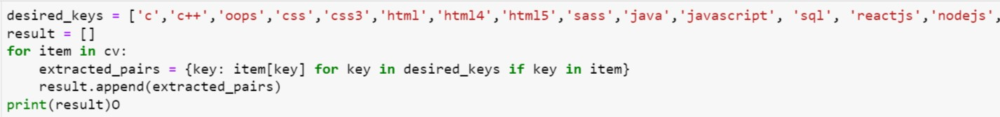 desired_keys = ['c','c++','oops','css','css3','html','html4','html5','sass','java','javascript', 'sql', 'reactjs','nodejs',
result = []
for item in cv:
    extracted_pairs = {key: item[key] for key in desired_keys if key in item}
    result.append(extracted_pairs)
print(result)O